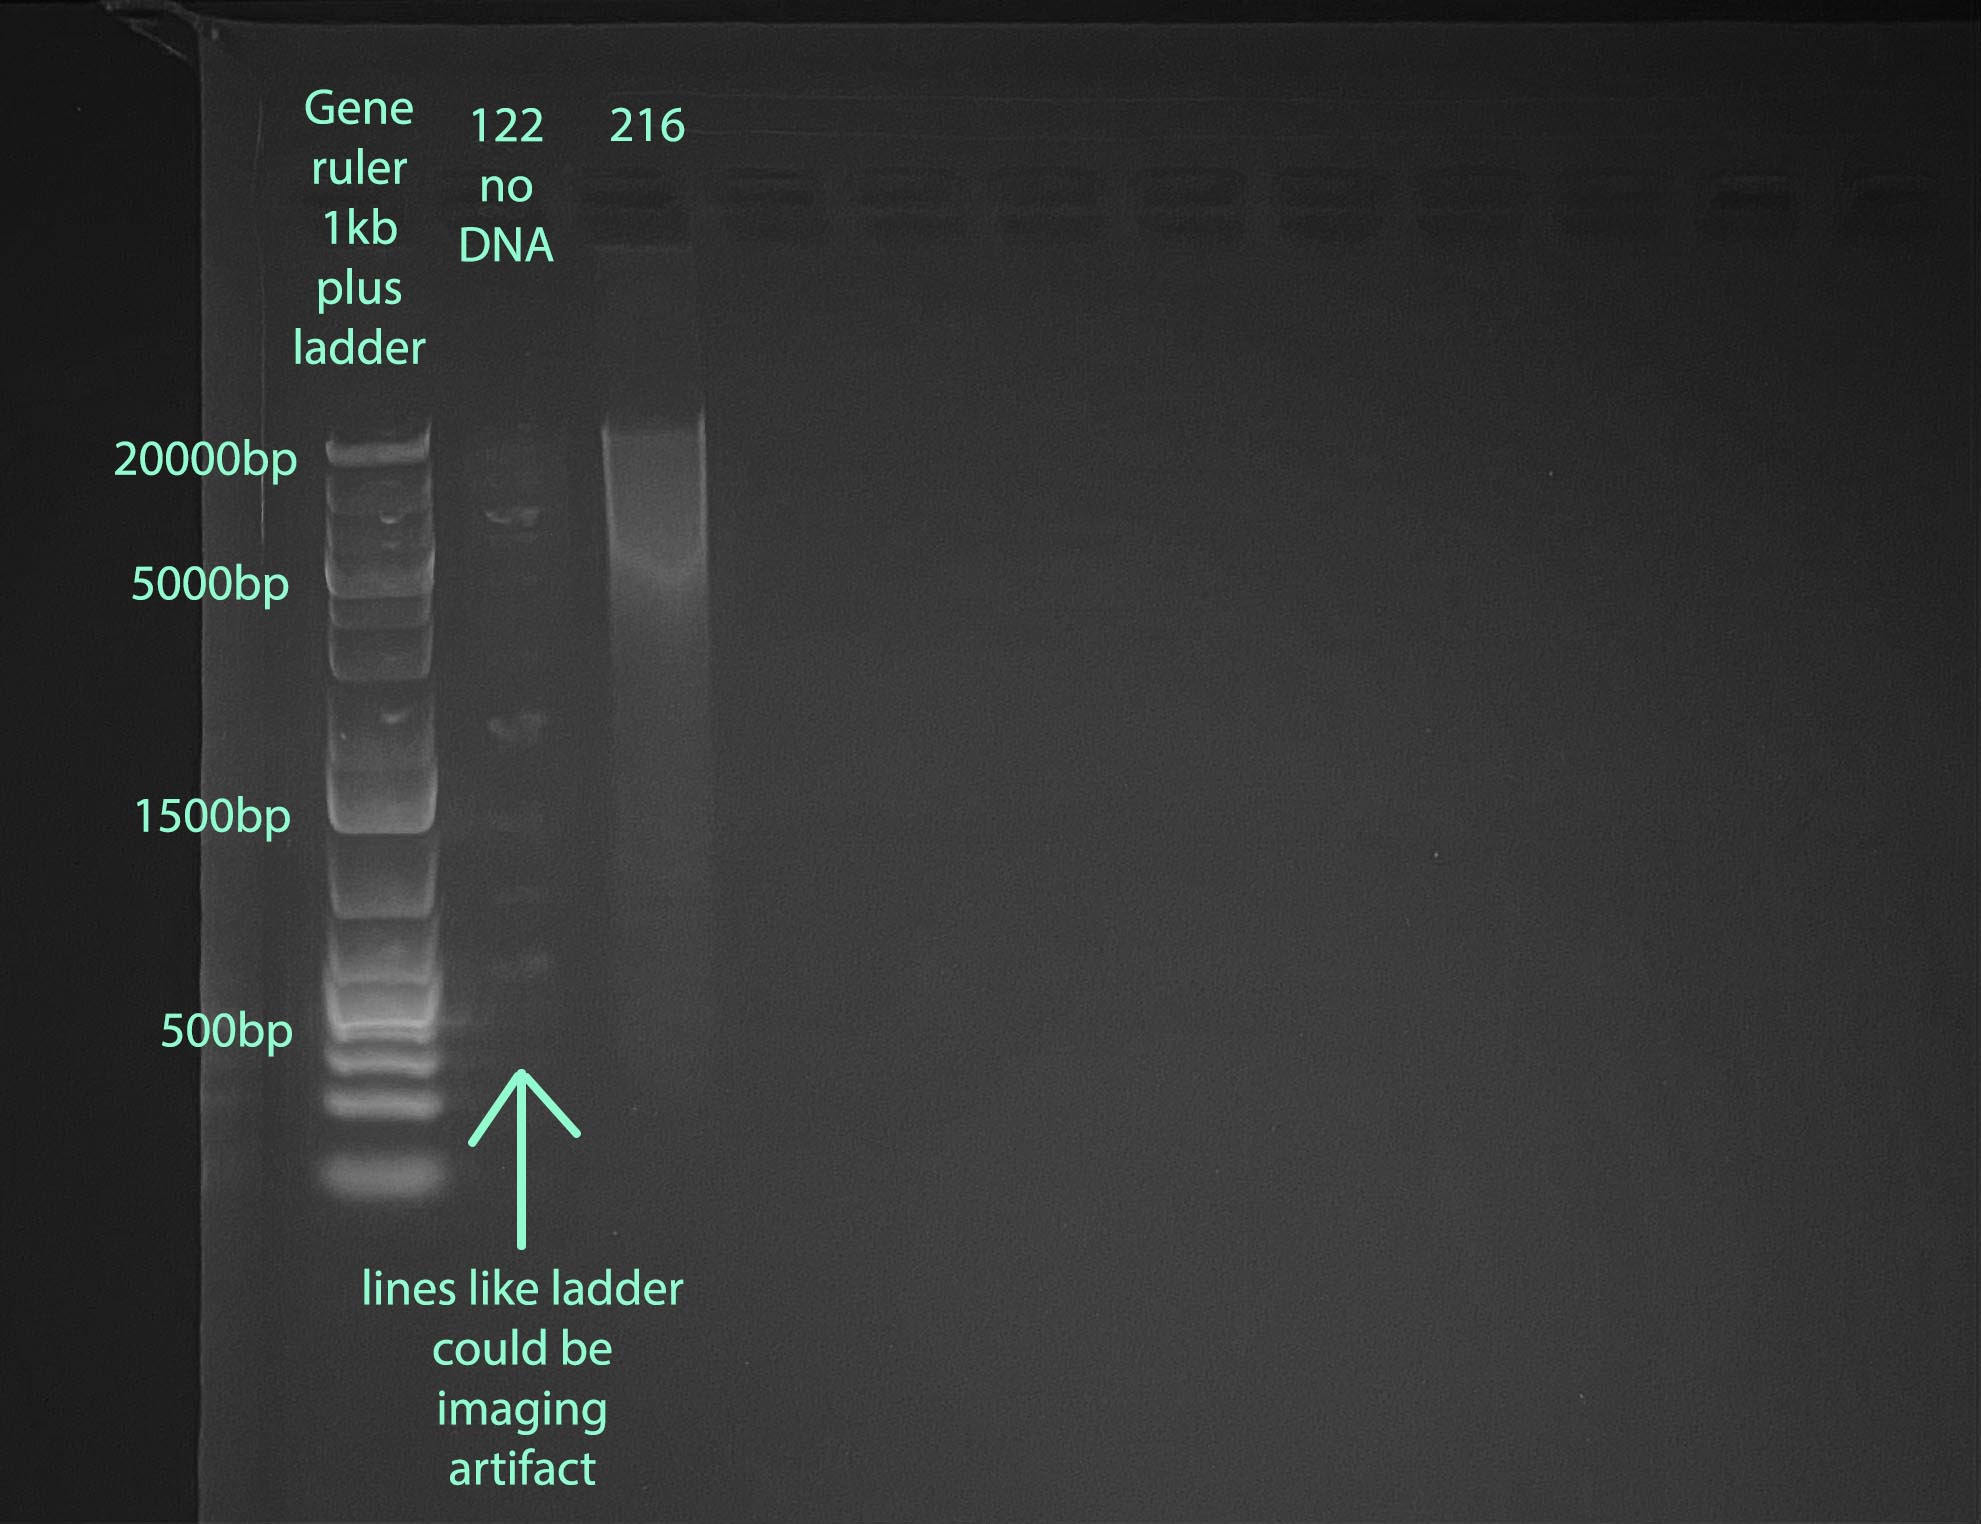 Gene
ruler
1kb
plus
ladder
122
no
DNA
216
20000bp
5000bp
1500bp
500bp
lines like ladder
could be
imaging
artifact